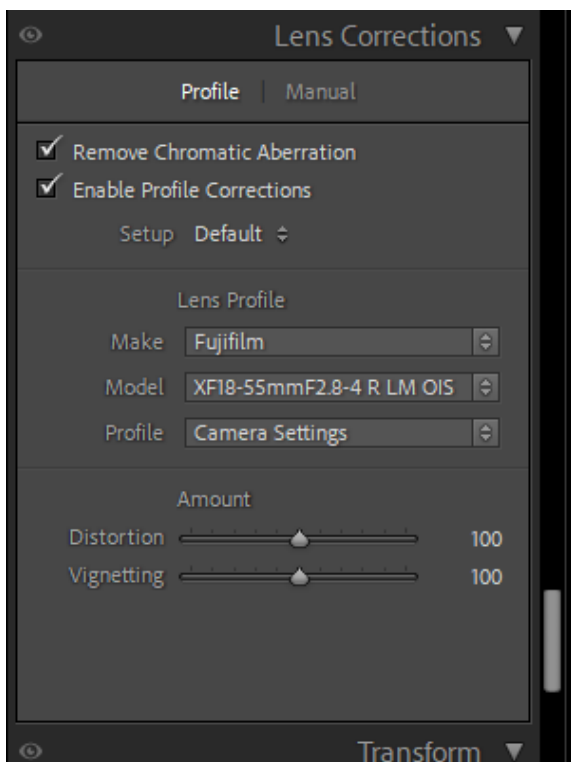 Lens Corrections
Profile | Manual
Remove Chromatic Aberration
Enable Profile Corrections
Setup Default
Lens Profile
Make Fujifilm
Model XF18-55mmF2.8-4 R LM OIS
Profile Camera Settings
Amount
Distortion 100
Vignetting 100
Transform